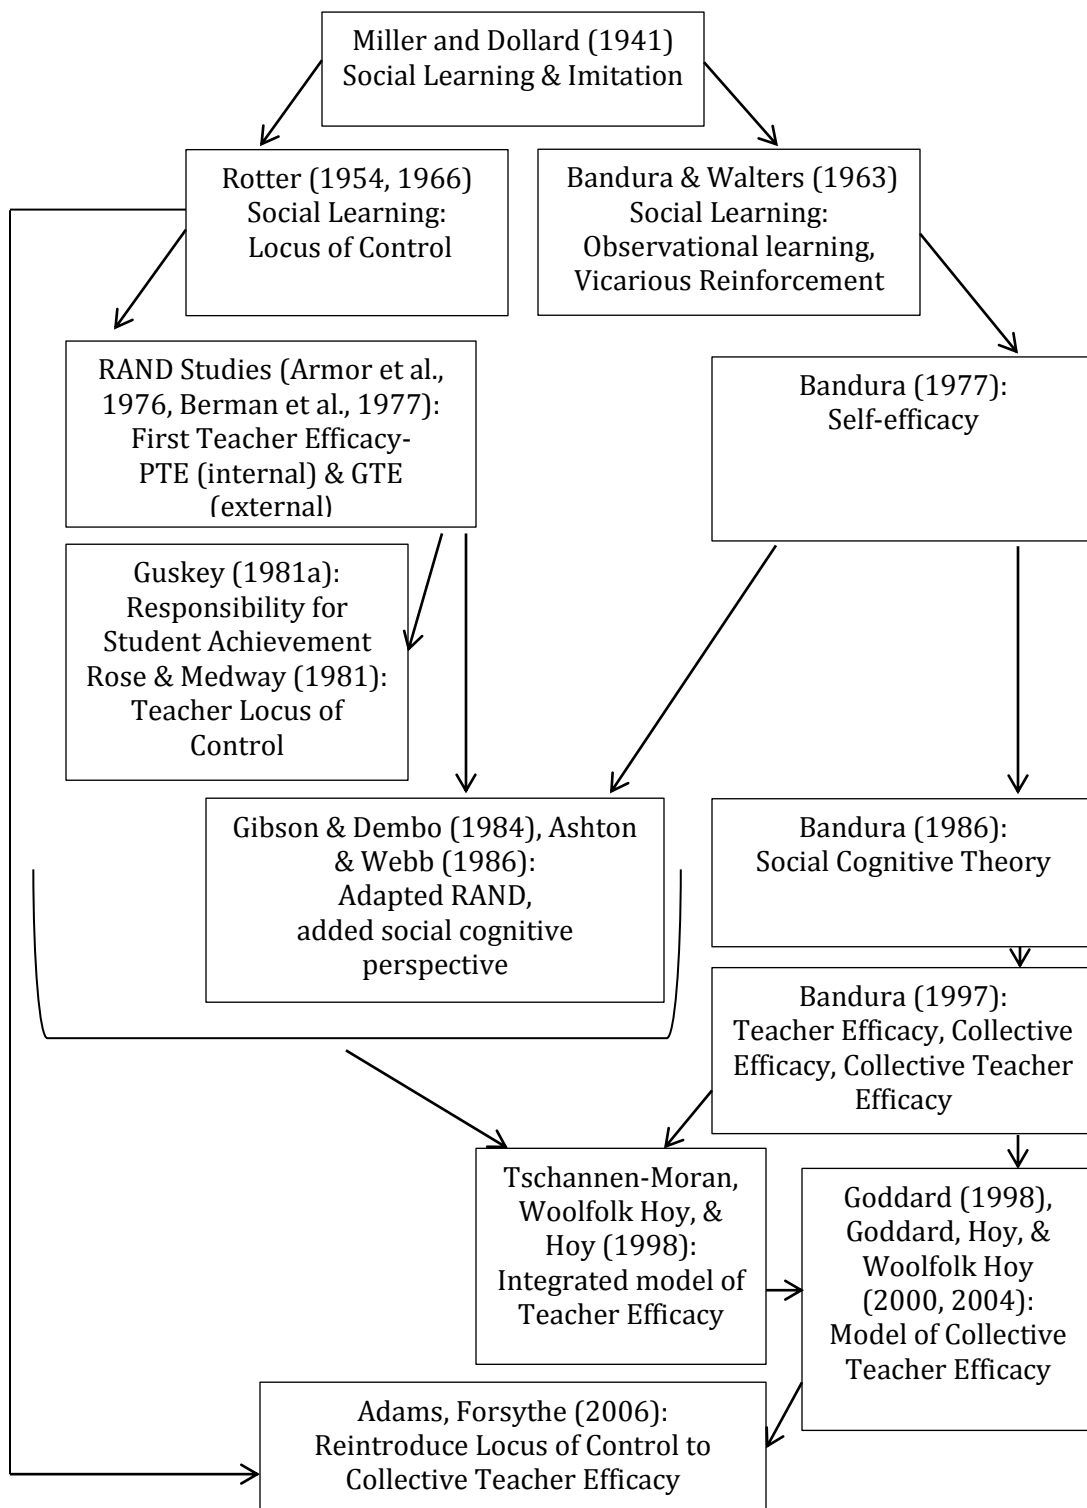 Miller and Dollard (1941)
Social Learning & Imitation
Rotter (1954, 1966)
Social Learning:
Locus of Control
Bandura & Walters (1963)
Social Learning:
Observational learning,
Vicarious Reinforcement
RAND Studies (Armor et al.,
1976, Berman et al., 1977):
First Teacher Efficacy-
PTE (internal) & GTE
(external)
Bandura (1977):
Self-efficacy
Guskey (1981a):
Responsibility for
Student Achievement
Rose & Medway (1981):
Teacher Locus of
Control
Gibson & Dembo (1984), Ashton
& Webb (1986):
Adapted RAND,
added social cognitive
perspective
Bandura (1986):
Social Cognitive Theory
Bandura (1997):
Teacher Efficacy, Collective
Efficacy, Collective Teacher
Efficacy
Tschannen-Moran,
Woolfolk Hoy, &
Hoy (1998):
Integrated model of
Teacher Efficacy
Goddard (1998),
Goddard, Hoy, &
Woolfolk Hoy
(2000, 2004):
Model of Collective
Teacher Efficacy
Adams, Forsythe (2006):
Reintroduce Locus of Control to
Collective Teacher Efficacy